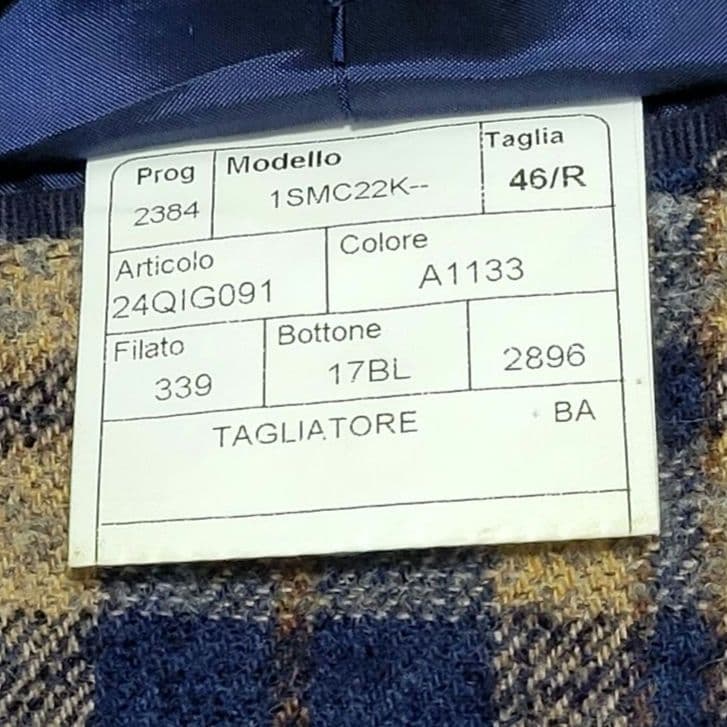 Prog
2384
Modello
1SMC22K--
Taglia
46/R
Articolo
24QIG091
Colore
A1133
Filato
339
Bottone
17BL
2896
TAGLIATORE
BA